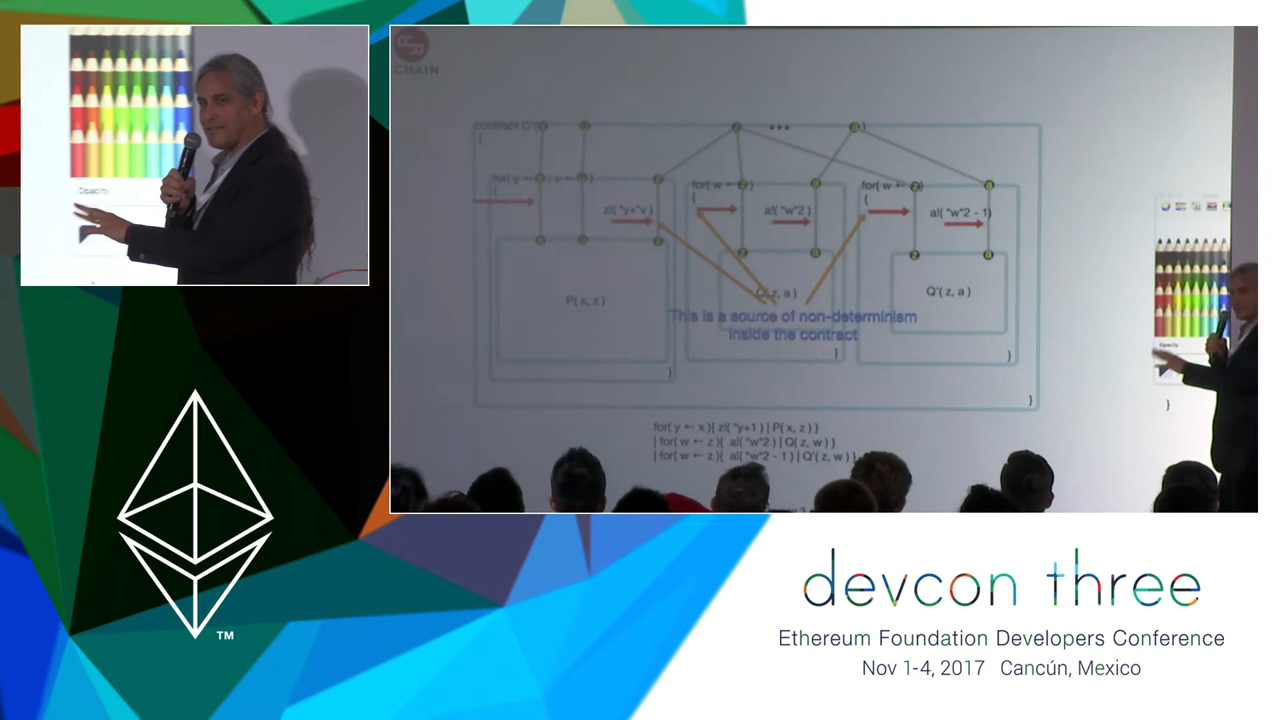 CHAIN
contract C'(
{
for( y ← ; v ← )
{
z!( *y+*v )
P( x, z )
}
for( w ← )
{
a!( *w^2 )
Q( z, a )
}
for( w ← )
{
a!( *w^2 - 1 )
Q'( z, a )
}
}
This is a source of non-determinism
inside the contract
for( y ← x ){ z!( *y+1 ) | P( x, z ) }
| for( w ← z ){ a!( *w^2 ) | Q( z, w ) }
| for( w ← z ){ a!( *w^2 - 1 ) | Q'( z, w ) }
}
Opacity
TM
devcon three
Ethereum Foundation Developers Conference
Nov 1-4, 2017 Cancún, Mexico